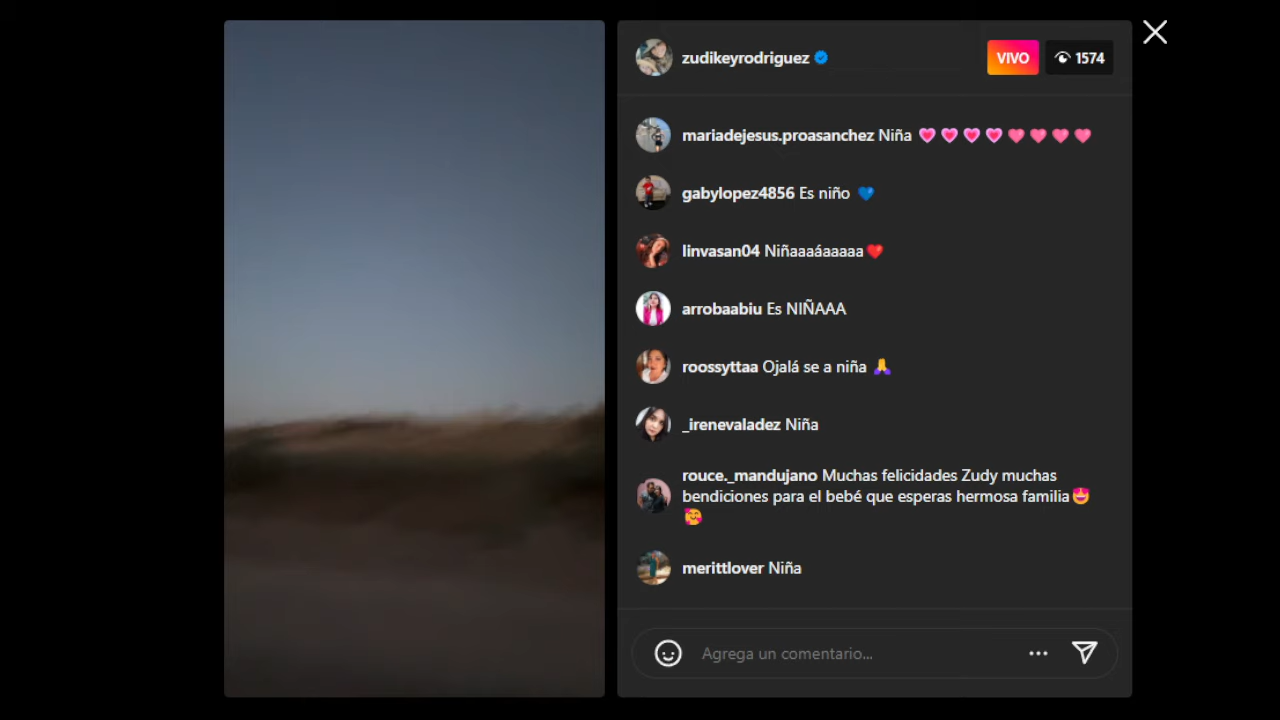 zudikeyrodriguez
VIVO
1574
mariadejesus.proasanchez Niña 💗💗💗💗💗💗💗💗
gabylopez4856 Es niño 💙
linvasan04 Niñaaaáaaaaa❤️
arrobaabiu Es NIÑAAA
roossyttaa Ojalá se a niña 🙏
_irenevaladez Niña
rouce._mandujano Muchas felicidades Zudy muchas
bendiciones para el bebé que esperas hermosa familia😍
🥰
merittlover Niña
Agrega un comentario...